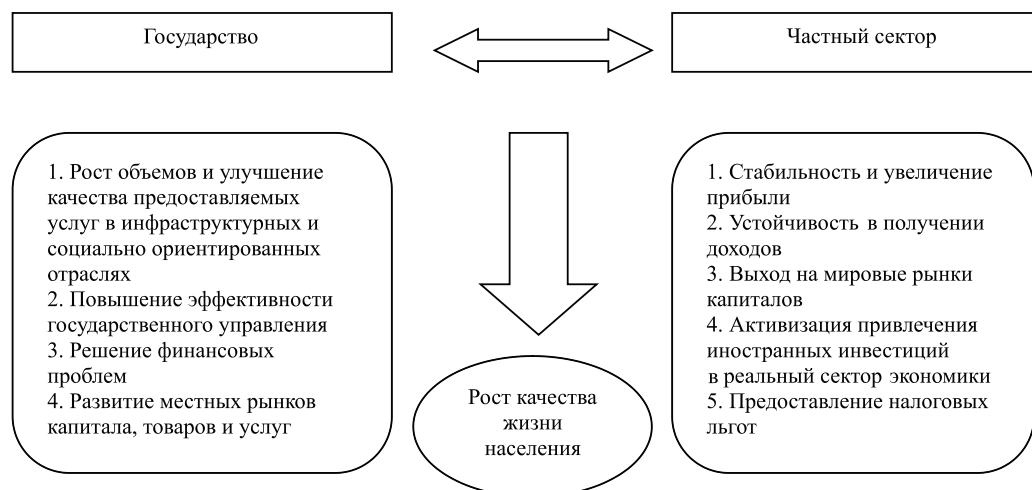 Государство
Частный сектор
1. Рост объемов и улучшение
качества предоставляемых
услуг в инфраструктурных и
социально ориентированных
отраслях
2. Повышение эффективности
государственного управления
3. Решение финансовых
проблем
4. Развитие местных рынков
капитала, товаров и услуг
Рост качества
жизни
населения
1. Стабильность и увеличение
прибыли
2. Устойчивость в получении
доходов
3. Выход на мировые рынки
капиталов
4. Активизация привлечения
иностранных инвестиций
в реальный сектор экономики
5. Предоставление налоговых
льгот